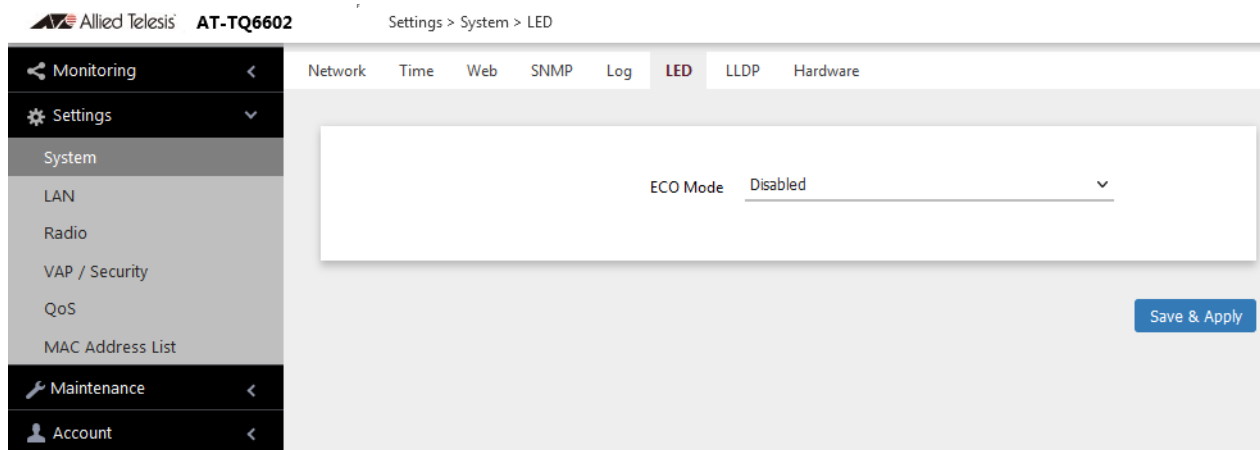 Allied Telesis AT-TQ6602 Settings > System > LED
Monitoring
Network Time Web SNMP Log LED LLDP Hardware
Settings
System
ECO Mode Disabled
LAN
Radio
VAP / Security
QoS
Save & Apply
MAC Address List
Maintenance
Account